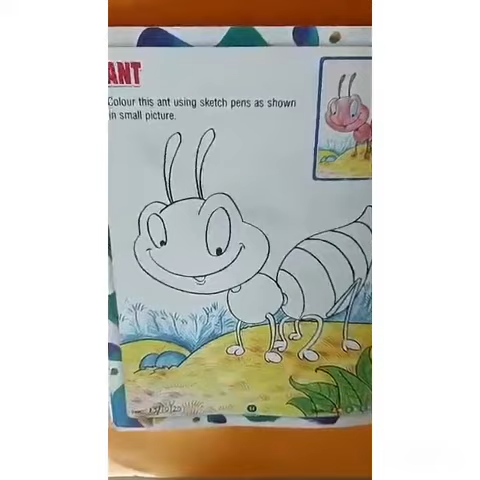 ANT
Colour this ant using sketch pens as shown
in small picture.